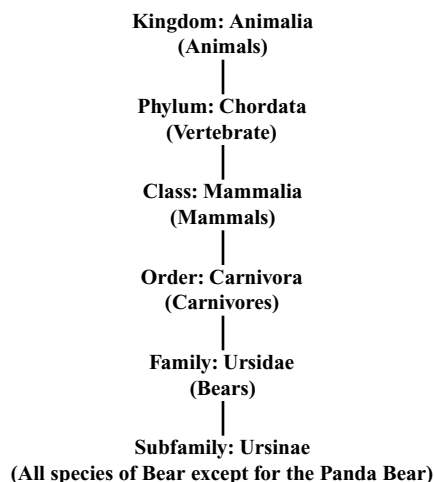 Kingdom: Animalia
(Animals)
Phylum: Chordata
(Vertebrate)
Class: Mammalia
(Mammals)
Order: Carnivora
(Carnivores)
Family: Ursidae
(Bears)
Subfamily: Ursinae
(All species of Bear except for the Panda Bear)